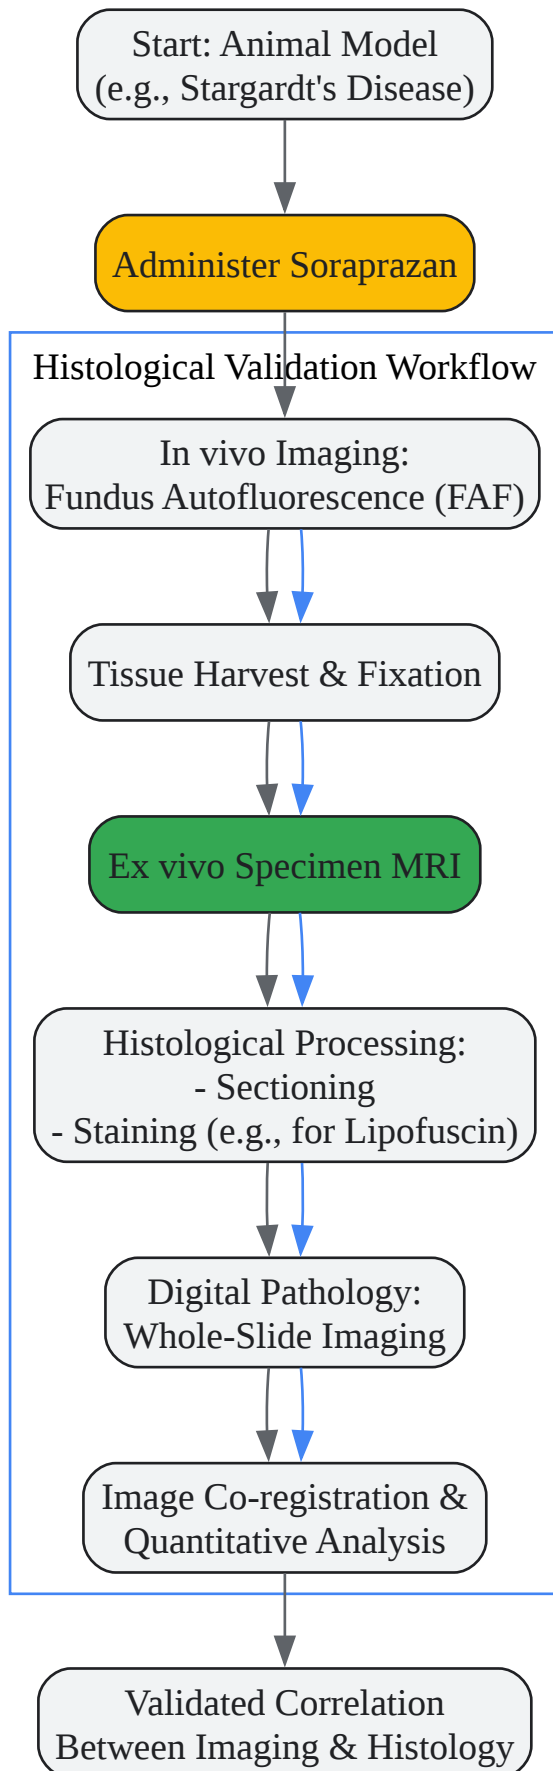 Start: Animal Model
(e.g., Stargardt's Disease)
Administer Soraprazan
Histological Validation Workflow
In vivo Imaging:
Fundus Autofluorescence (FAF)
Tissue Harvest & Fixation
Ex vivo Specimen MRI
Histological Processing:
- Sectioning
- Staining (e.g., for Lipofuscin)
Digital Pathology:
Whole-Slide Imaging
Image Co-registration &
Quantitative Analysis
Validated Correlation
Between Imaging & Histology